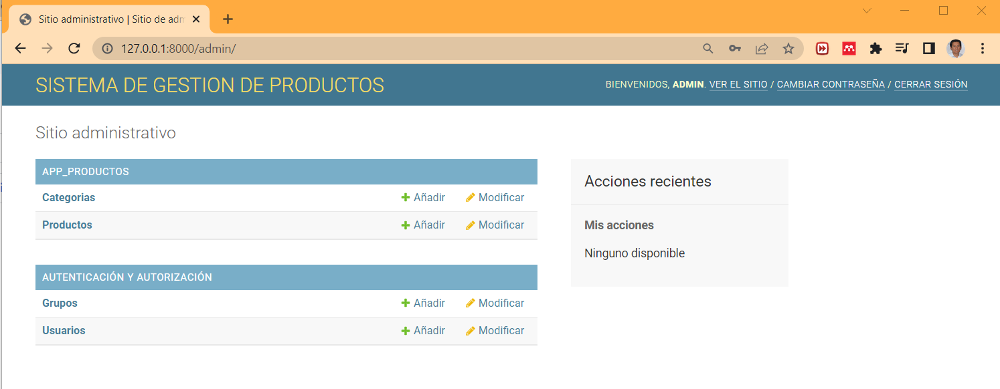 Sitio administrativo | Sitio de adm
127.0.0.1:8000/admin/
SISTEMA DE GESTION DE PRODUCTOS
BIENVENIDOS, ADMIN. VER EL SITIO / CAMBIAR CONTRASEÑA / CERRAR SESIÓN
Sitio administrativo
APP_PRODUCTOS
Categorias Añadir Modificar
Productos Añadir Modificar
AUTENTICACIÓN Y AUTORIZACIÓN
Grupos Añadir Modificar
Usuarios Añadir Modificar
Acciones recientes
Mis acciones
Ninguno disponible